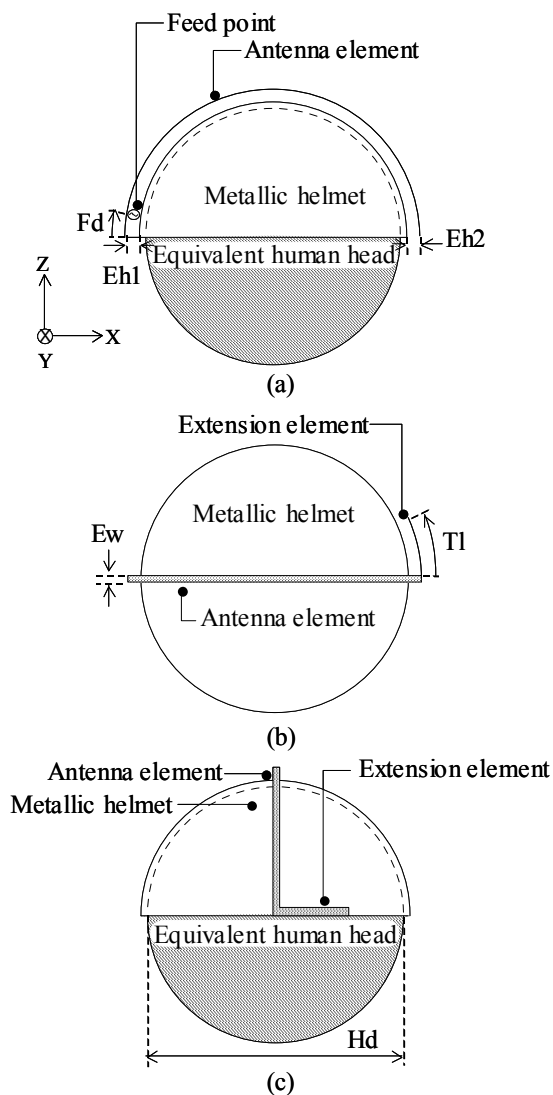 Feed point
Antenna element
Metallic helmet
Fd
Eh2
Equivalent human head
Eh1
Z
X
Y
(a)
Extension element
Metallic helmet
Ew
Tl
Antenna element
(b)
Antenna element
Extension element
Metallic helmet
Equivalent human head
Hd
(c)